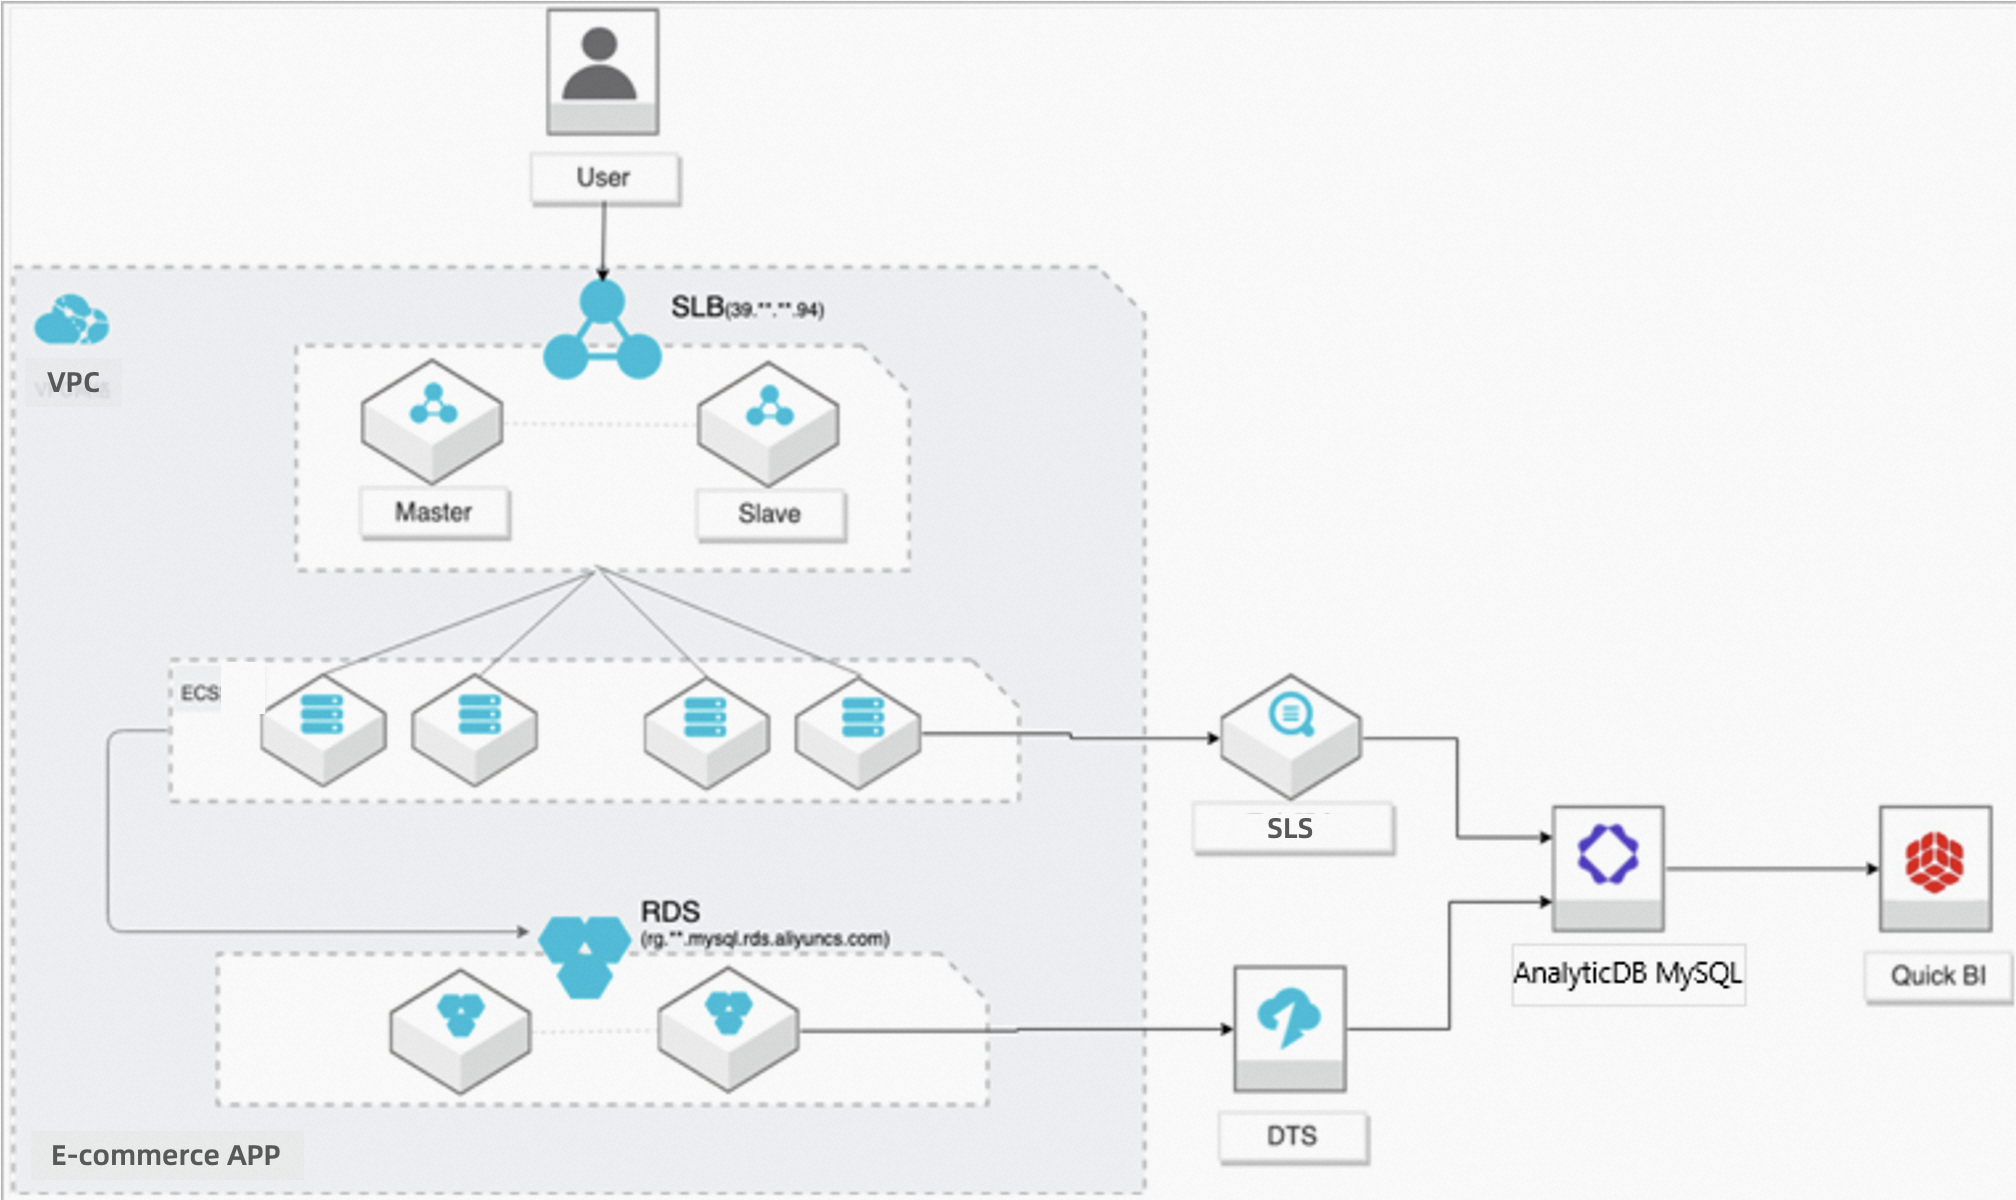 User
SLB(39.**.**.94)
VPC
Master
Slave
ECS
SLS
RDS
(rg.**.mysql.rds.aliyuncs.com)
AnalyticDB MySQL
Quick BI
DTS
E-commerce APP